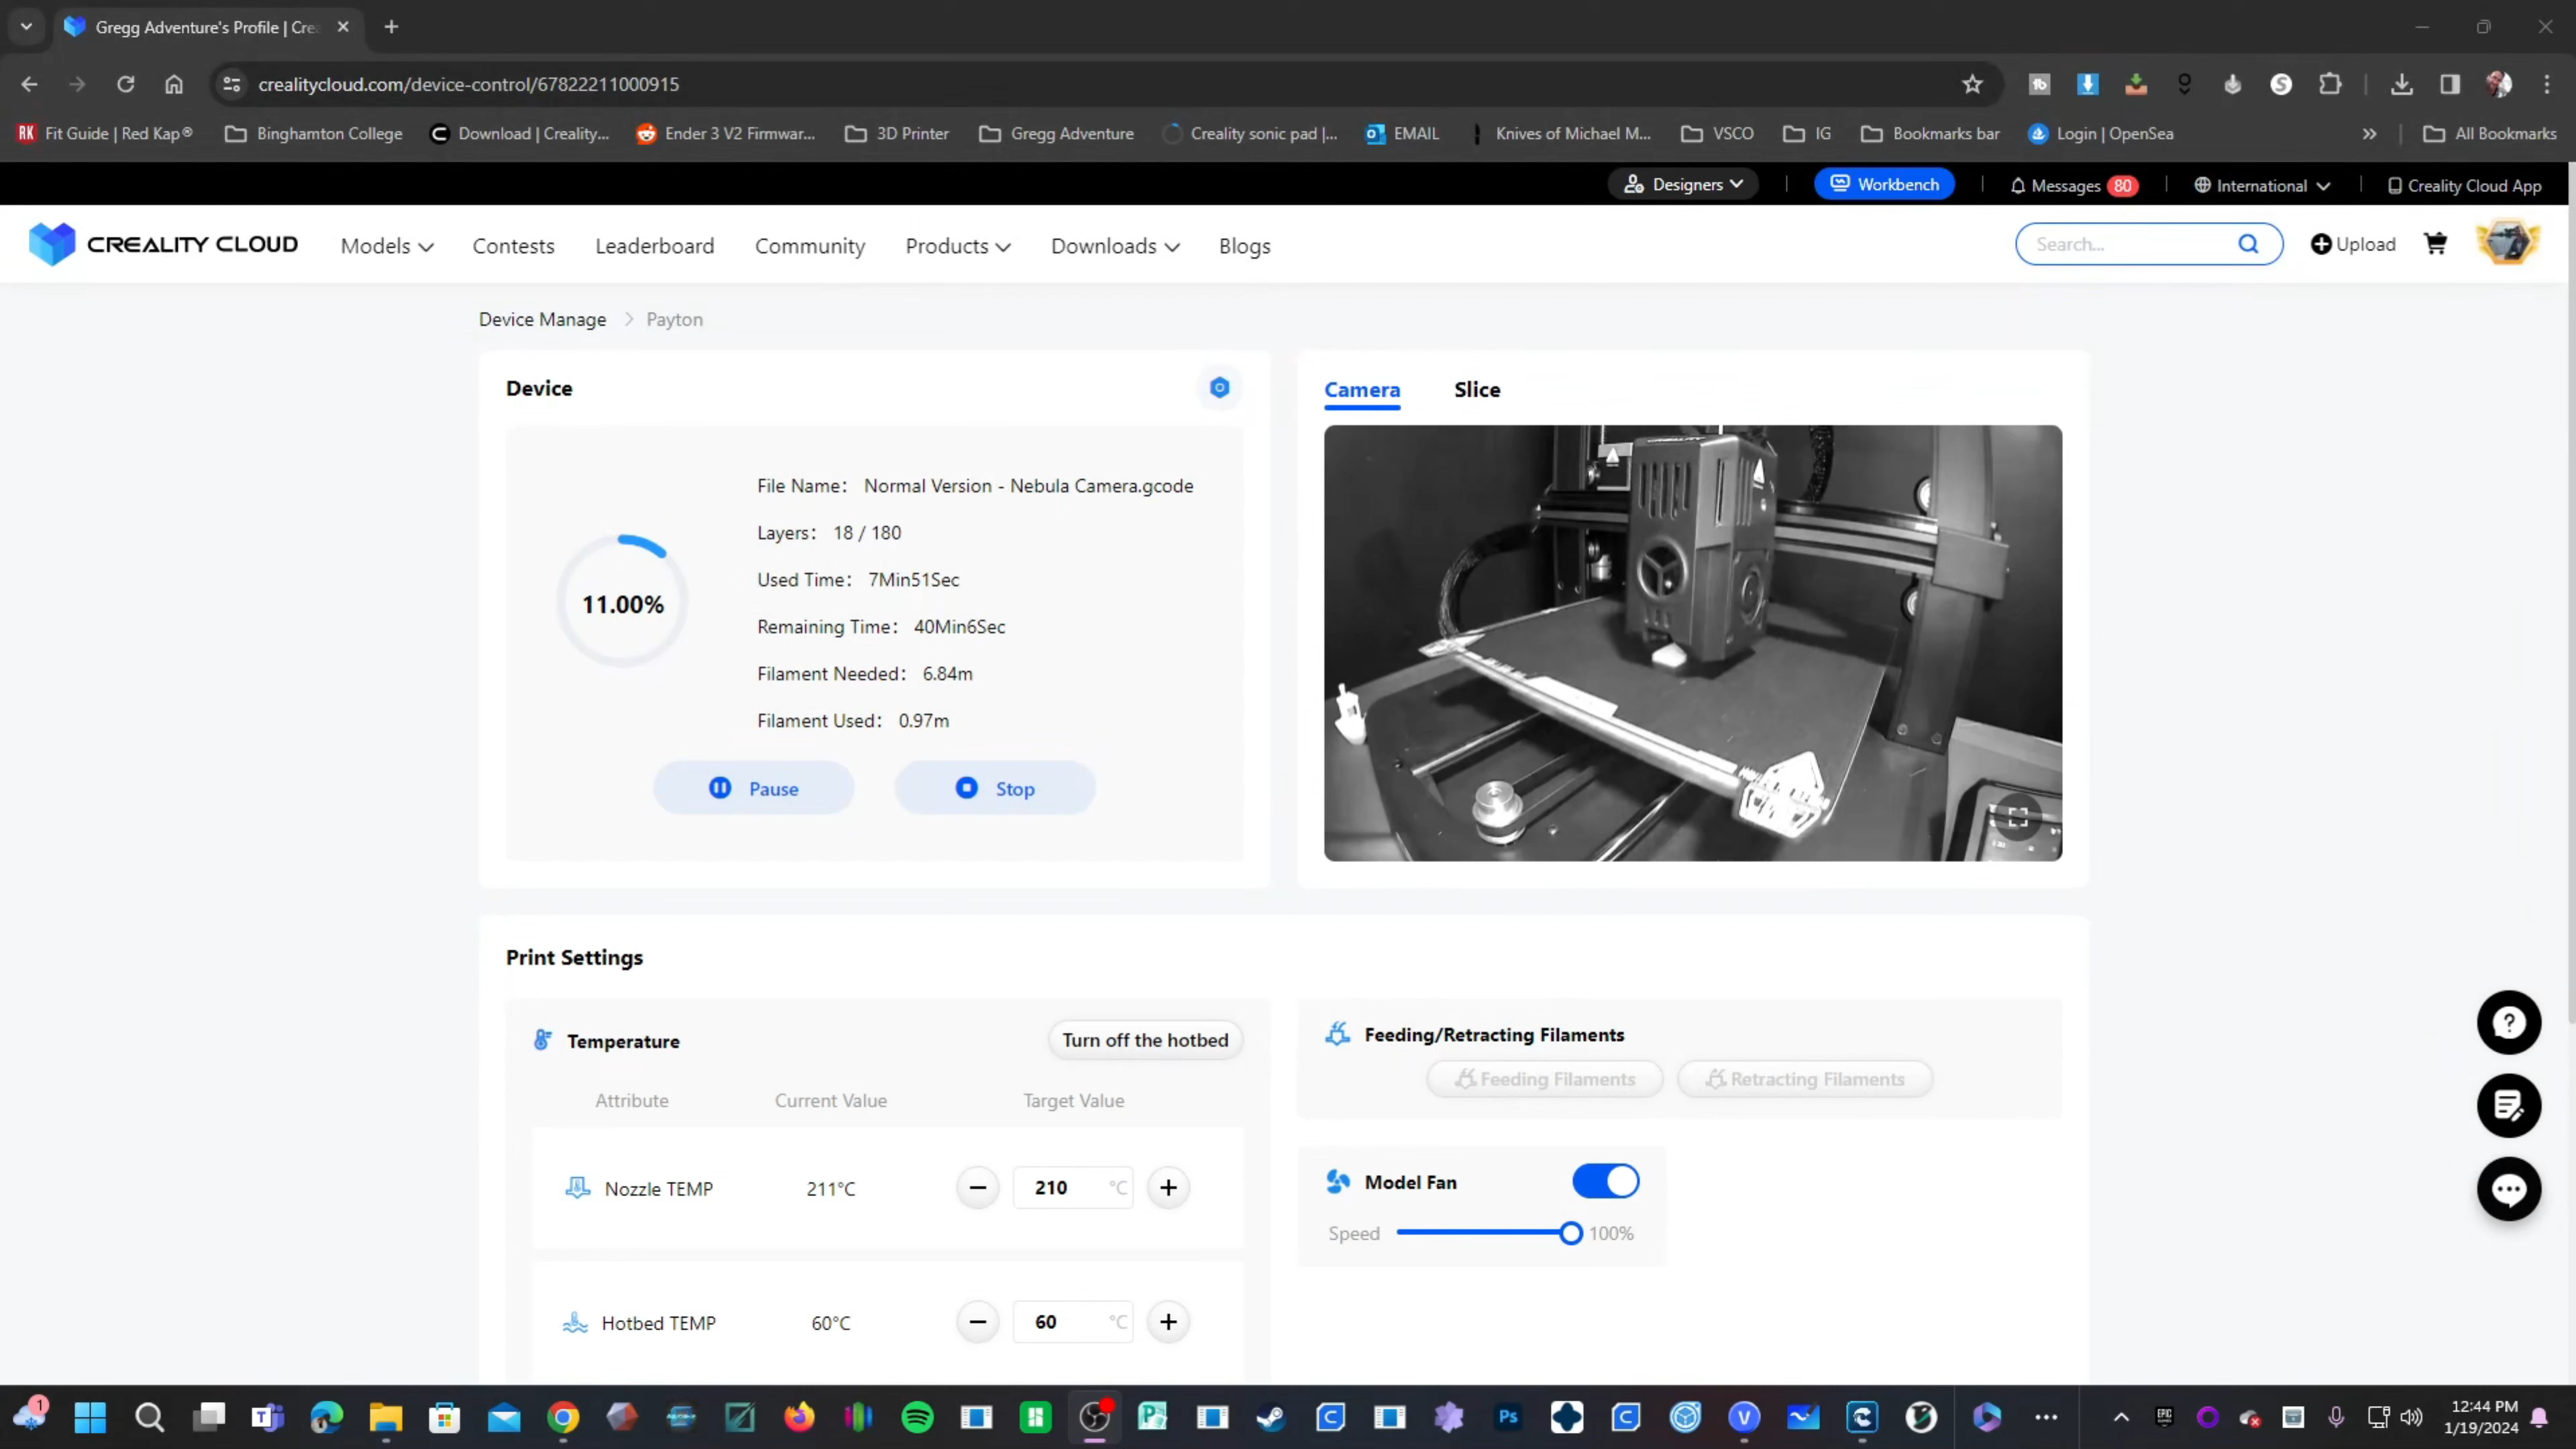 Gregg Adventure's Profile | Cre
crealitycloud.com/device-control/67822211000915
RK Fit Guide | Red Kap®
Binghamton College
Download | Creality...
Ender 3 V2 Firmwar...
3D Printer
Gregg Adventure
Creality sonic pad |...
EMAIL
Knives of Michael M...
VSCO
IG
Bookmarks bar
Login | OpenSea
All Bookmarks
Designers
Workbench
Messages 80
International
Creality Cloud App
CREALITY CLOUD
Models
Contests
Leaderboard
Community
Products
Downloads
Blogs
Search...
Upload
Device Manage > Payton
Device
11.00%
File Name: Normal Version - Nebula Camera.gcode
Layers: 18 / 180
Used Time: 7Min51Sec
Remaining Time: 40Min6Sec
Filament Needed: 6.84m
Filament Used: 0.97m
Pause
Stop
Camera
Slice
CREALITY
Print Settings
Temperature
Turn off the hotbed
Attribute
Current Value
Target Value
Nozzle TEMP
211°C
210 °C
Hotbed TEMP
60°C
60 °C
Feeding/Retracting Filaments
Feeding Filaments
Retracting Filaments
Model Fan
Speed
100%
1
Ps
EPIC
12:44 PM
1/19/2024